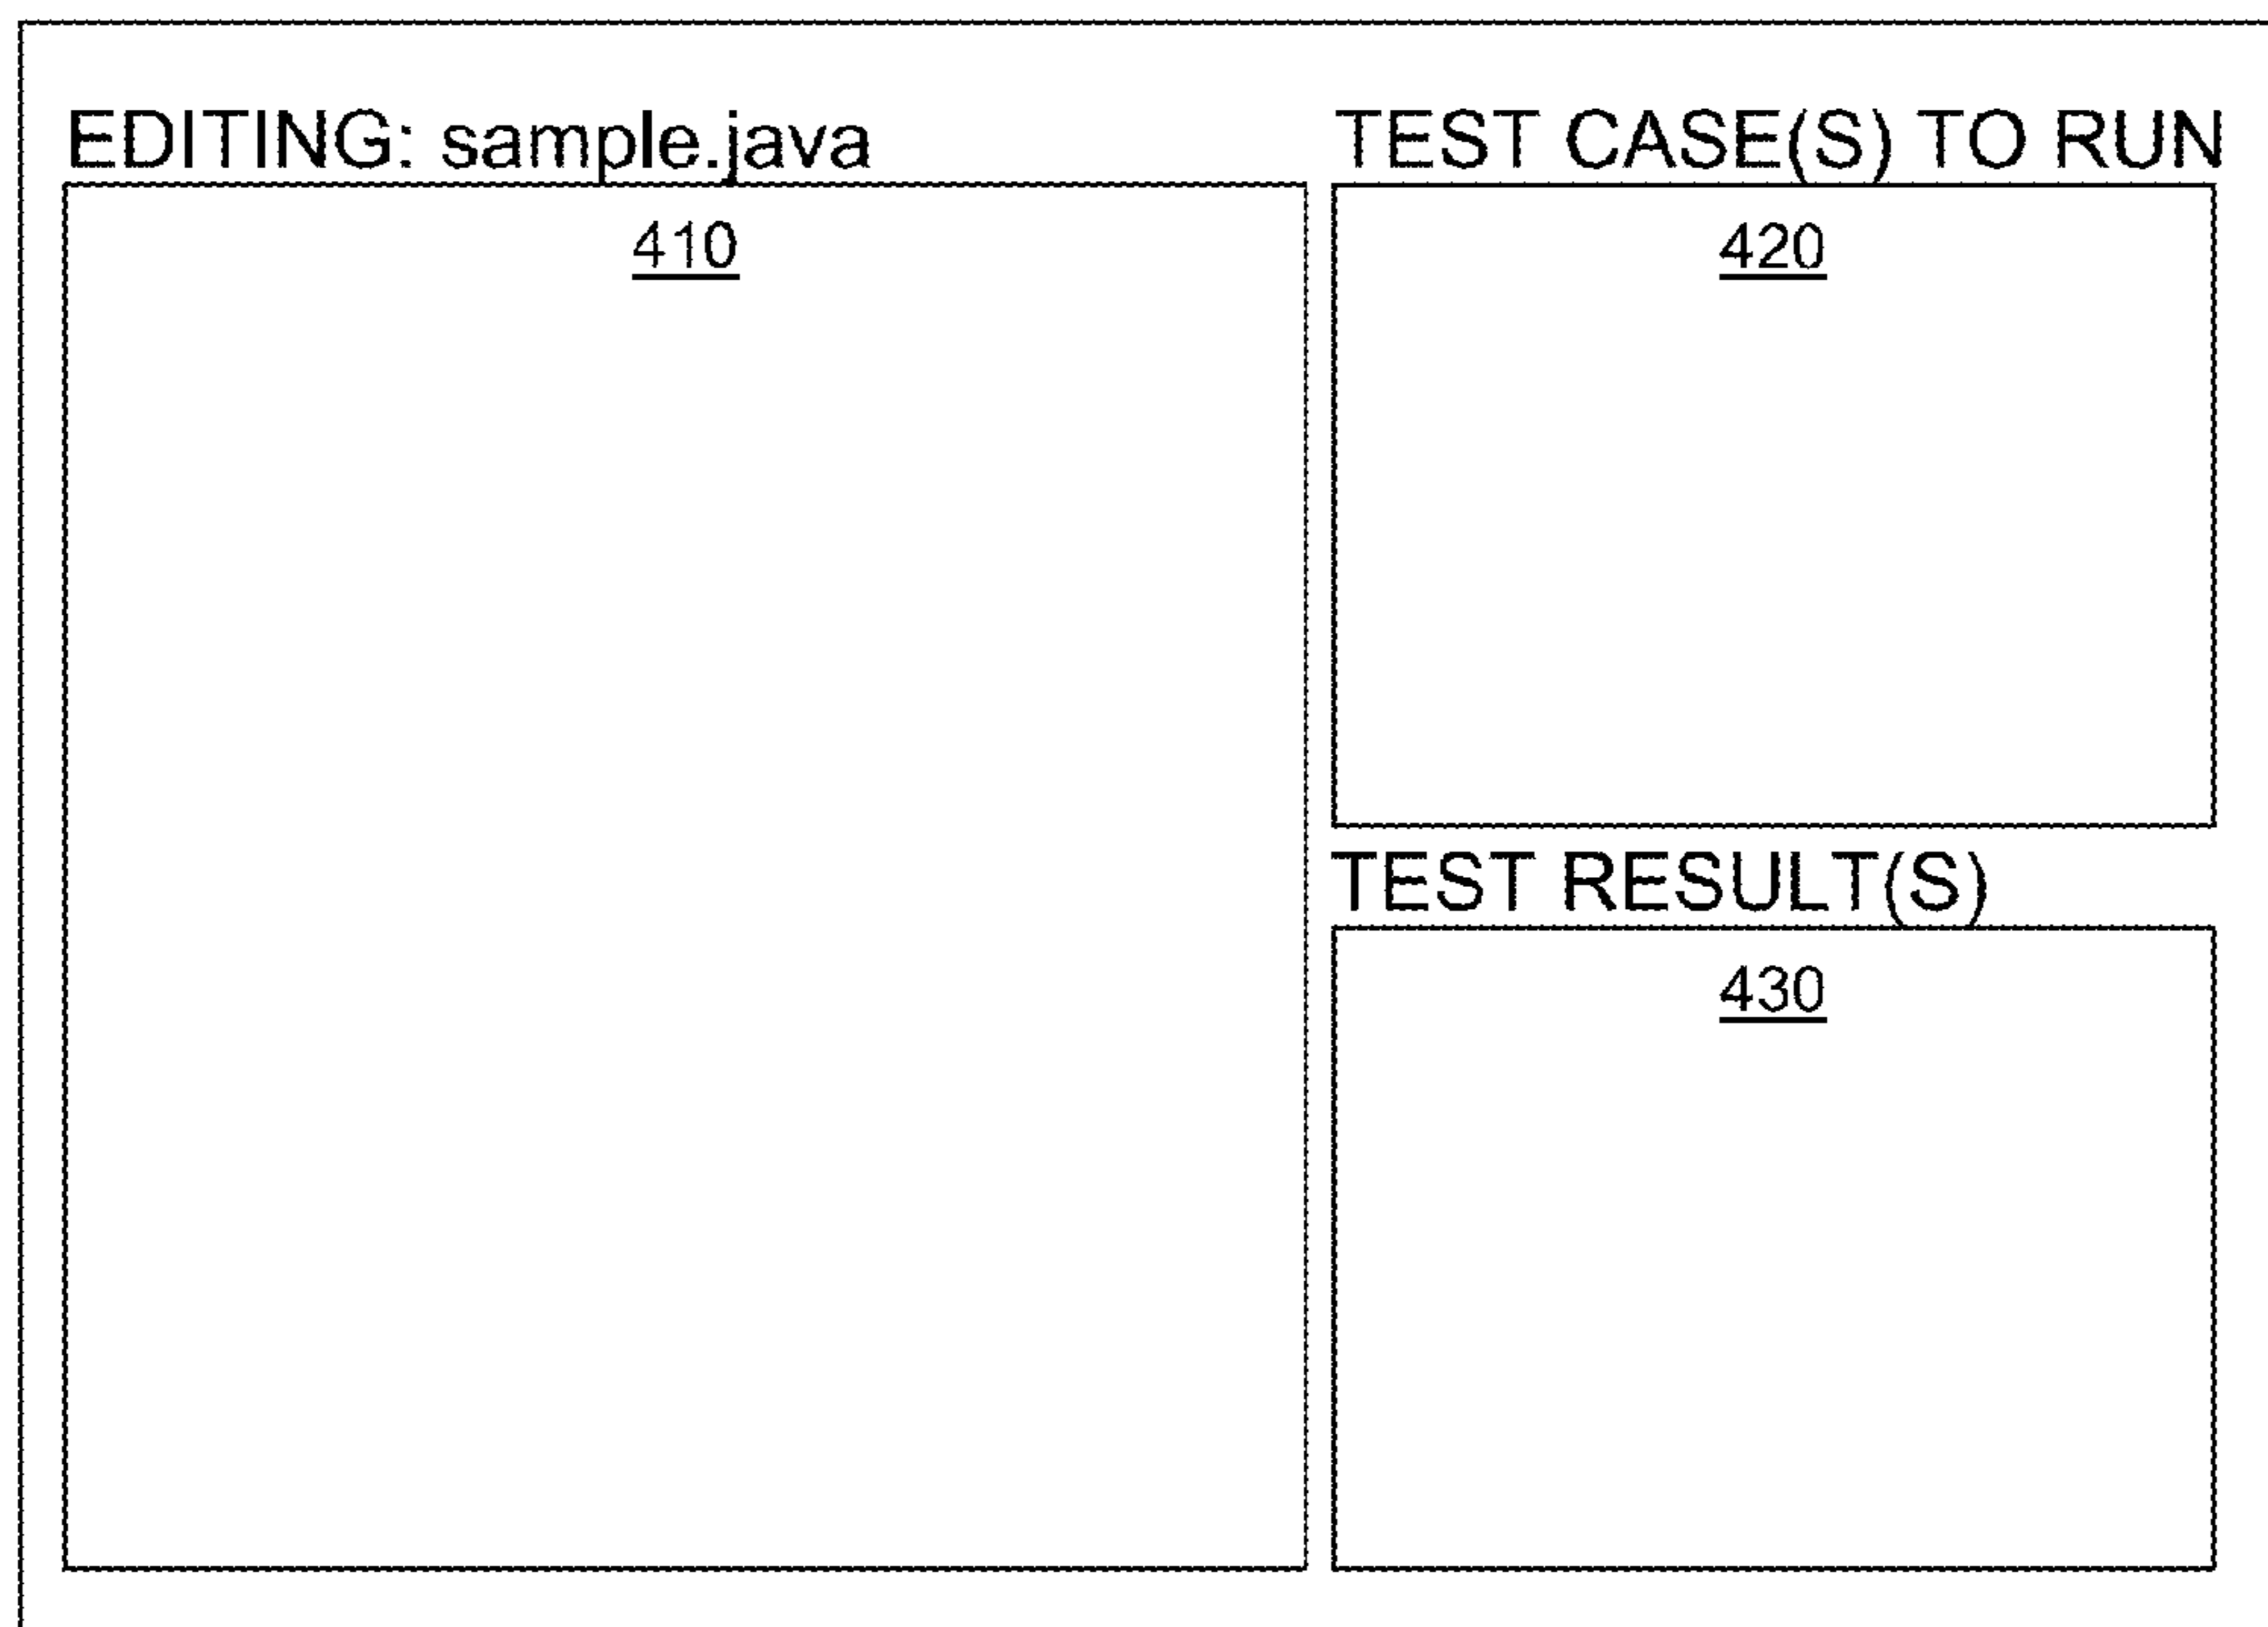 EDITING: sample.java
410
TEST CASE(S) TO RUN
420
TEST RESULT(S)
430